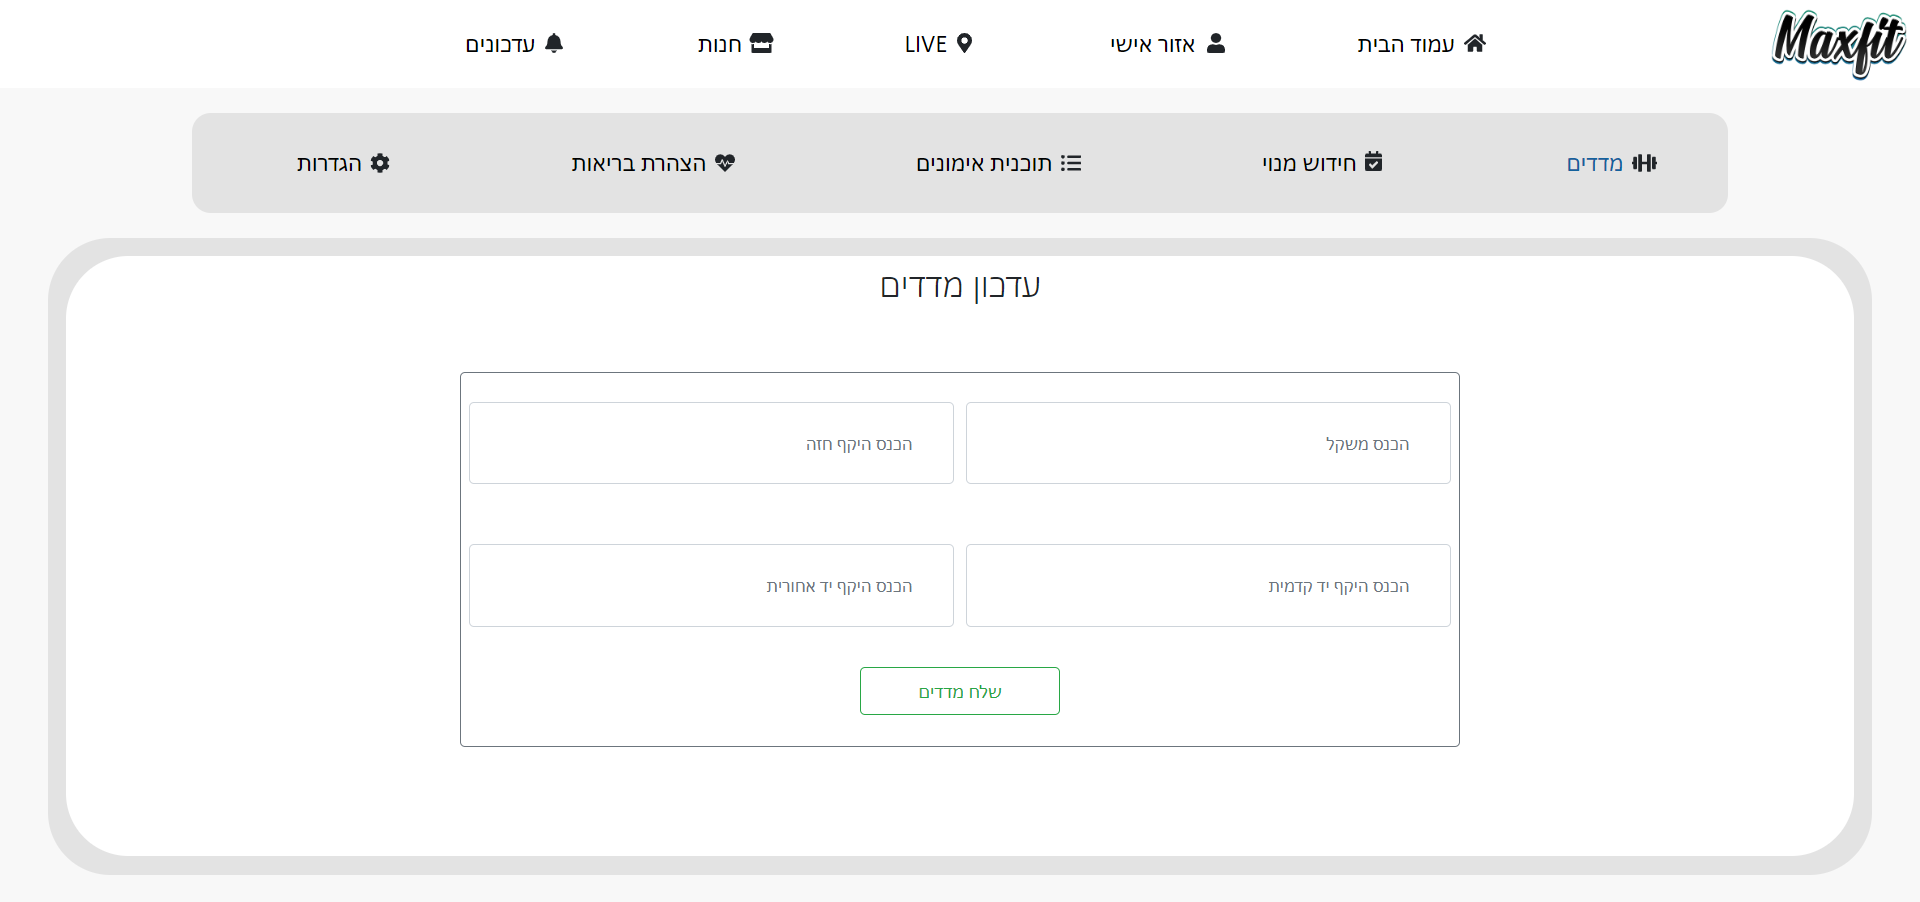 Maxfit
עמוד הבית
אזור אישי
LIVE
חנות
עדכונים
מדדים
חידוש מנוי
תוכנית אימונים
הצהרת בריאות
הגדרות
עדכון מדדים
הכנס משקל
הכנס היקף חזה
הכנס היקף יד קדמית
הכנס היקף יד אחורית
שלח מדדים